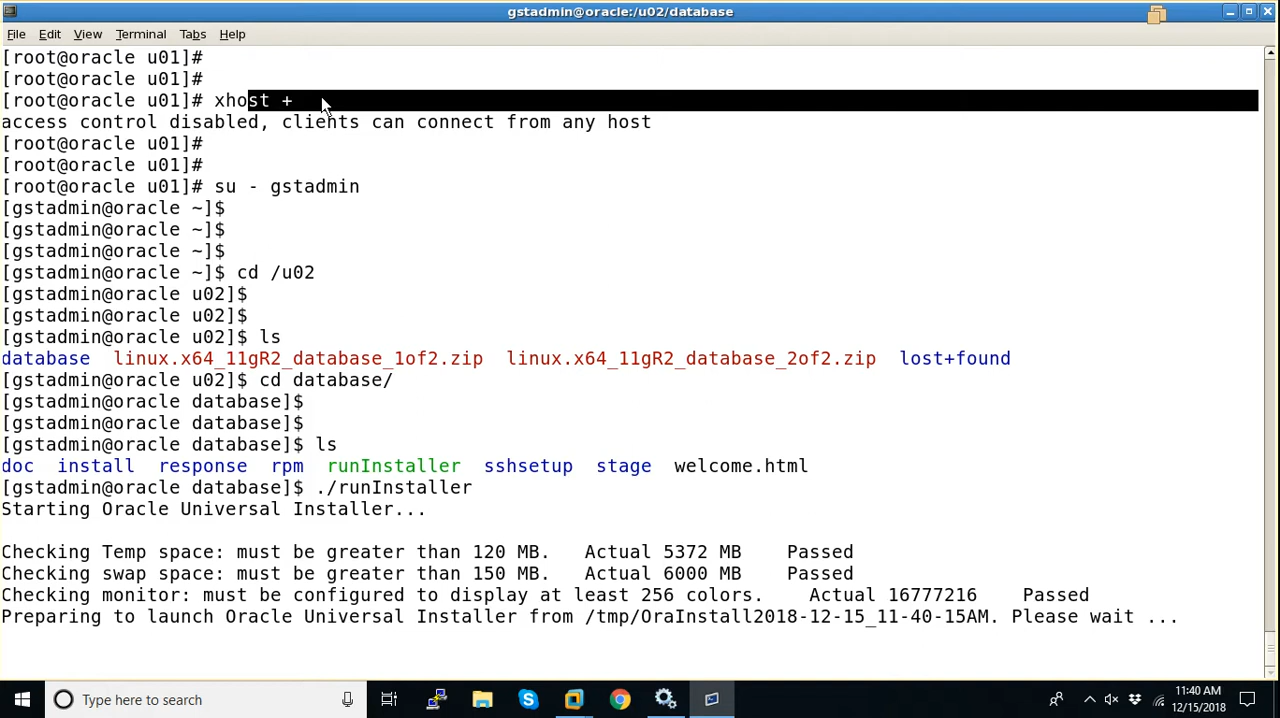 gstadmin@oracle:/u02/database
File Edit View Terminal Tabs Help
[root@oracle u01]#
[root@oracle u01]#
[root@oracle u01]# xhost +
access control disabled, clients can connect from any host
[root@oracle u01]#
[root@oracle u01]#
[root@oracle u01]# su - gstadmin
[gstadmin@oracle ~]$
[gstadmin@oracle ~]$
[gstadmin@oracle ~]$
[gstadmin@oracle ~]$ cd /u02
[gstadmin@oracle u02]$
[gstadmin@oracle u02]$
[gstadmin@oracle u02]$ ls
database  linux.x64_11gR2_database_1of2.zip  linux.x64_11gR2_database_2of2.zip  lost+found
[gstadmin@oracle u02]$ cd database/
[gstadmin@oracle database]$
[gstadmin@oracle database]$
[gstadmin@oracle database]$ ls
doc  install  response  rpm  runInstaller  sshsetup  stage  welcome.html
[gstadmin@oracle database]$ ./runInstaller
Starting Oracle Universal Installer...
Checking Temp space: must be greater than 120 MB.   Actual 5372 MB    Passed
Checking swap space: must be greater than 150 MB.   Actual 6000 MB    Passed
Checking monitor: must be configured to display at least 256 colors.    Actual 16777216    Passed
Preparing to launch Oracle Universal Installer from /tmp/OraInstall2018-12-15_11-40-15AM. Please wait ...
Type here to search
11:40 AM
12/15/2018